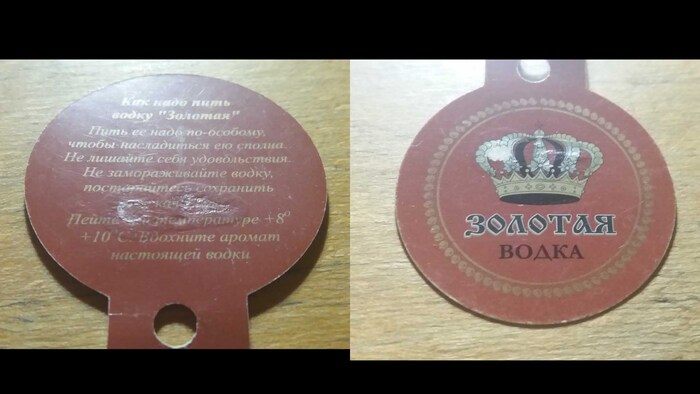 Как надо пить
водку "Золотая"
Пить ее надо по-особому,
чтобы насладиться ею сполна.
Не лишайте себя удовольствия.
Не замораживайте водку,
постарайтесь сохранить
Пейте температуре +8°
+10°С. Вдохните аромат
настоящей водки
ЗОЛОТАЯ
ВОДКА